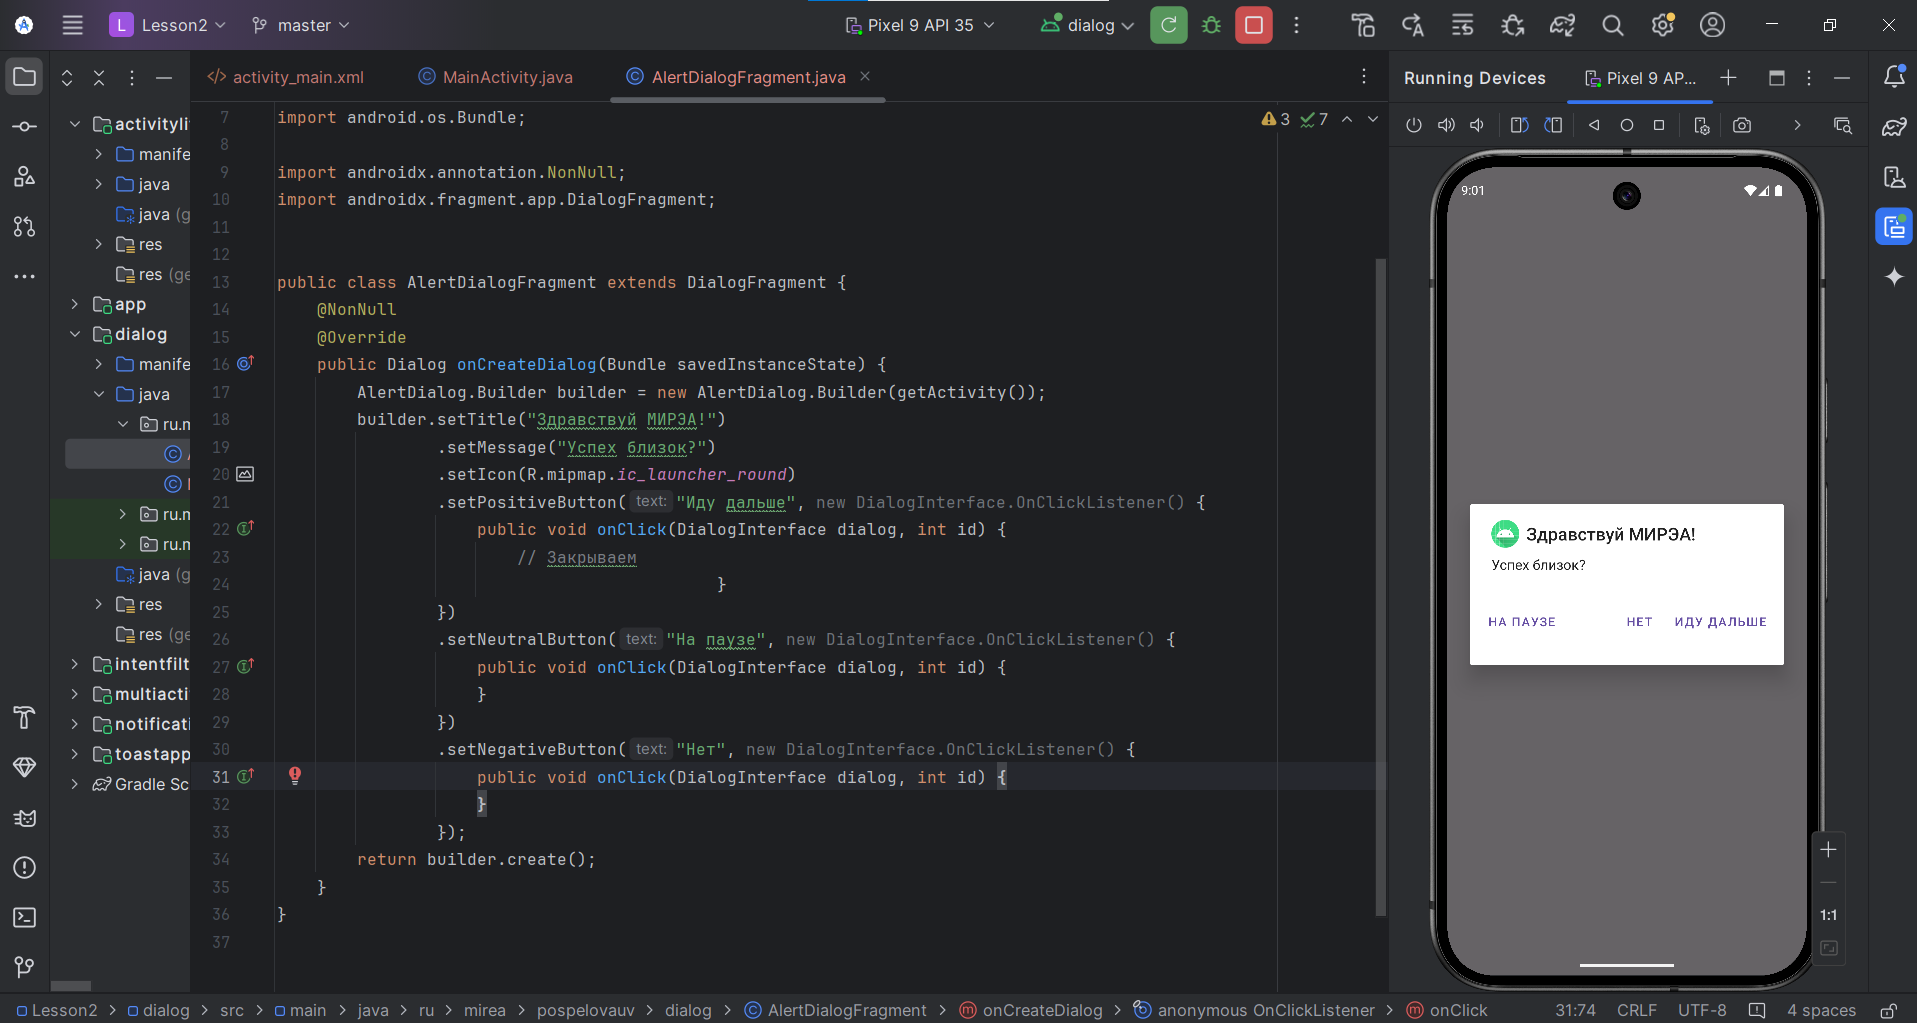 L Lesson2 master Pixel 9 API 35 dialog
activity_main.xml MainActivity.java AlertDialogFragment.java Running Devices Pixel 9 AP...
activityli
manife
java
java (g
res
res (ge
app
dialog
manife
java
ru.n
ru.n
ru.n
java (g
res
res (ge
intentfilt
multiacti
notificati
toastapp
Gradle Sc
3 7
7 import android.os.Bundle;
8
9 import androidx.annotation.NonNull;
10 import androidx.fragment.app.DialogFragment;
11
12
13 public class AlertDialogFragment extends DialogFragment {
14 @NonNull
15 @Override
16 public Dialog onCreateDialog(Bundle savedInstanceState) {
17 AlertDialog.Builder builder = new AlertDialog.Builder(getActivity());
18 builder.setTitle("Здравствуй МИРЭА!")
19 .setMessage("Успех близок?")
20 .setIcon(R.mipmap.ic_launcher_round)
21 .setPositiveButton( text: "Иду дальше", new DialogInterface.OnClickListener() {
22 public void onClick(DialogInterface dialog, int id) {
23 // Закрываем
24 }
25 })
26 .setNeutralButton( text: "На паузе", new DialogInterface.OnClickListener() {
27 public void onClick(DialogInterface dialog, int id) {
28 }
29 })
30 .setNegativeButton( text: "Нет", new DialogInterface.OnClickListener() {
31 public void onClick(DialogInterface dialog, int id) {
32 }
33 });
34 return builder.create();
35 }
36 }
37
9:01
Здравствуй МИРЭА!
Успех близок?
НА ПАУЗЕ НЕТ ИДУ ДАЛЬШЕ
1:1
Lesson2 > dialog > src > main > java > ru > mirea > pospelovauv > dialog > AlertDialogFragment > onCreateDialog > anonymous OnClickListener > onClick 31:74 CRLF UTF-8 4 spaces